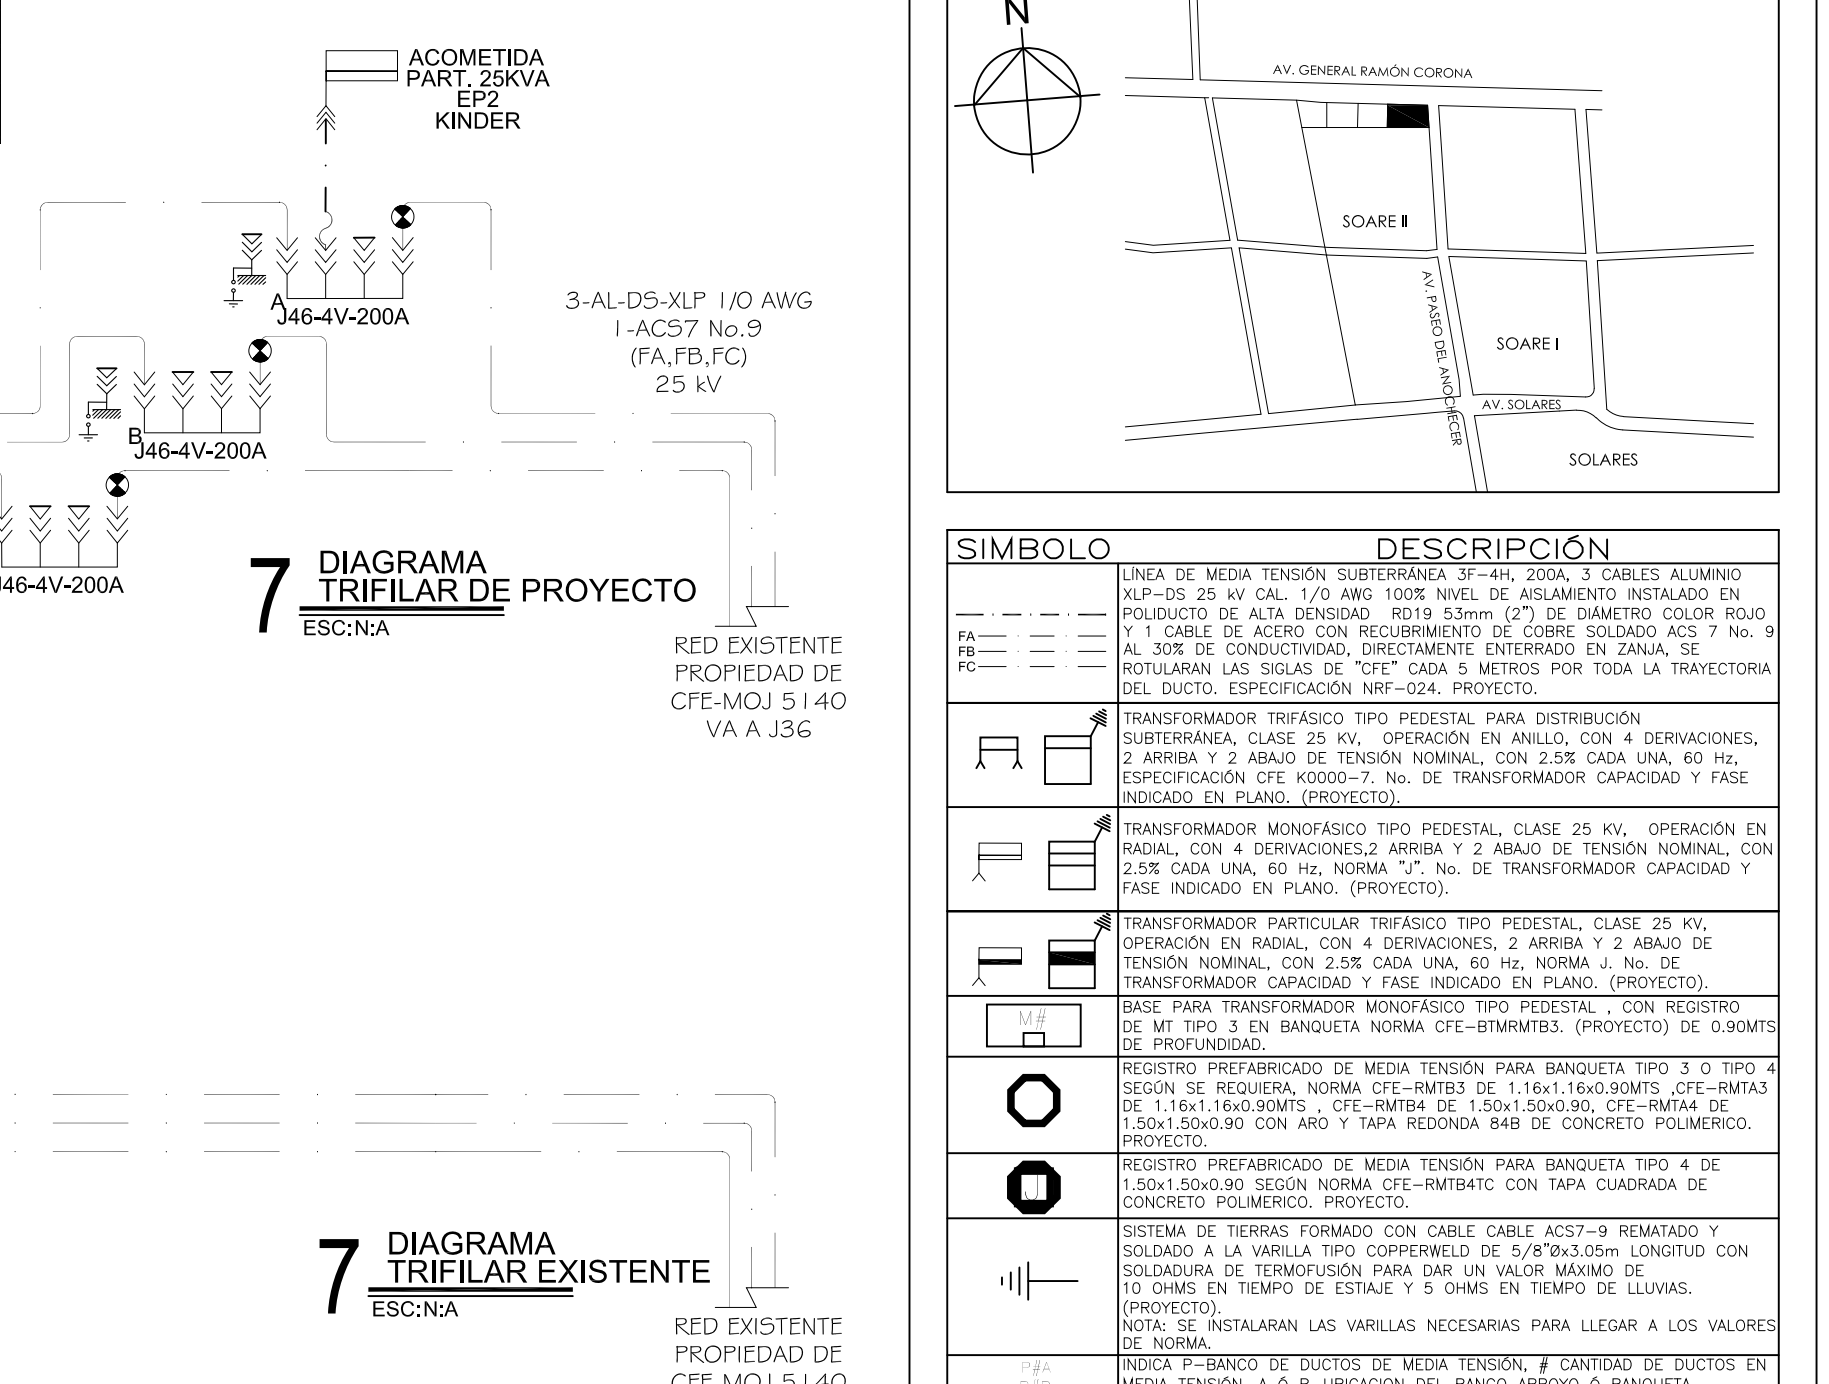 ACOMETIDA
PART. 25KVA
EP2
KINDER
A
J46-4V-200A
3-AL-DS-XLP 1/0 AWG
1-ACS7 No.9
(FA,FB,FC)
25 kV
B
J46-4V-200A
J46-4V-200A
7 DIAGRAMA
TRIFILAR DE PROYECTO
ESC:N:A
RED EXISTENTE
PROPIEDAD DE
CFE-MOJ 5140
VA A J36
7 DIAGRAMA
TRIFILAR EXISTENTE
ESC:N:A
RED EXISTENTE
PROPIEDAD DE
CFE-MOJ 5140
N
AV. GENERAL RAMÓN CORONA
SOARE II
AV. PASEO DEL ANOCHECER
SOARE I
AV. SOLARES
SOLARES
SIMBOLO DESCRIPCIÓN
FA
FB
FC
LÍNEA DE MEDIA TENSIÓN SUBTERRÁNEA 3F-4H, 200A, 3 CABLES ALUMINIO
XLP-DS 25 kV CAL. 1/0 AWG 100% NIVEL DE AISLAMIENTO INSTALADO EN
POLIDUCTO DE ALTA DENSIDAD RD19 53mm (2") DE DIÁMETRO COLOR ROJO
Y 1 CABLE DE ACERO CON RECUBRIMIENTO DE COBRE SOLDADO ACS 7 No. 9
AL 30% DE CONDUCTIVIDAD, DIRECTAMENTE ENTERRADO EN ZANJA, SE
ROTULARAN LAS SIGLAS DE "CFE" CADA 5 METROS POR TODA LA TRAYECTORIA
DEL DUCTO. ESPECIFICACIÓN NRF-024. PROYECTO.
TRANSFORMADOR TRIFÁSICO TIPO PEDESTAL PARA DISTRIBUCIÓN
SUBTERRÁNEA, CLASE 25 KV, OPERACIÓN EN ANILLO, CON 4 DERIVACIONES,
2 ARRIBA Y 2 ABAJO DE TENSIÓN NOMINAL, CON 2.5% CADA UNA, 60 Hz,
ESPECIFICACIÓN CFE K0000-7. No. DE TRANSFORMADOR CAPACIDAD Y FASE
INDICADO EN PLANO. (PROYECTO).
TRANSFORMADOR MONOFÁSICO TIPO PEDESTAL, CLASE 25 KV, OPERACIÓN EN
RADIAL, CON 4 DERIVACIONES,2 ARRIBA Y 2 ABAJO DE TENSIÓN NOMINAL, CON
2.5% CADA UNA, 60 Hz, NORMA "J". No. DE TRANSFORMADOR CAPACIDAD Y
FASE INDICADO EN PLANO. (PROYECTO).
TRANSFORMADOR PARTICULAR TRIFÁSICO TIPO PEDESTAL, CLASE 25 KV,
OPERACIÓN EN RADIAL, CON 4 DERIVACIONES, 2 ARRIBA Y 2 ABAJO DE
TENSIÓN NOMINAL, CON 2.5% CADA UNA, 60 Hz, NORMA J. No. DE
TRANSFORMADOR CAPACIDAD Y FASE INDICADO EN PLANO. (PROYECTO).
M#
BASE PARA TRANSFORMADOR MONOFÁSICO TIPO PEDESTAL , CON REGISTRO
DE MT TIPO 3 EN BANQUETA NORMA CFE-BTMRMTB3. (PROYECTO) DE 0.90MTS
DE PROFUNDIDAD.
REGISTRO PREFABRICADO DE MEDIA TENSIÓN PARA BANQUETA TIPO 3 O TIPO 4
SEGÚN SE REQUIERA, NORMA CFE-RMTB3 DE 1.16x1.16x0.90MTS ,CFE-RMTA3
DE 1.16x1.16x0.90MTS , CFE-RMTB4 DE 1.50x1.50x0.90, CFE-RMTA4 DE
1.50x1.50x0.90 CON ARO Y TAPA REDONDA 84B DE CONCRETO POLIMERICO.
PROYECTO.
J
REGISTRO PREFABRICADO DE MEDIA TENSIÓN PARA BANQUETA TIPO 4 DE
1.50x1.50x0.90 SEGÚN NORMA CFE-RMTB4TC CON TAPA CUADRADA DE
CONCRETO POLIMERICO. PROYECTO.
SISTEMA DE TIERRAS FORMADO CON CABLE CABLE ACS7-9 REMATADO Y
SOLDADO A LA VARILLA TIPO COPPERWELD DE 5/8"Øx3.05m LONGITUD CON
SOLDADURA DE TERMOFUSIÓN PARA DAR UN VALOR MÁXIMO DE
10 OHMS EN TIEMPO DE ESTIAJE Y 5 OHMS EN TIEMPO DE LLUVIAS.
(PROYECTO).
NOTA: SE INSTALARAN LAS VARILLAS NECESARIAS PARA LLEGAR A LOS VALORES
DE NORMA.
P#A
INDICA P-BANCO DE DUCTOS DE MEDIA TENSIÓN, # CANTIDAD DE DUCTOS EN
MEDIA TENSIÓN, A Ó B, UBICACION DEL BANCO ARROYO Ó BANQUETA